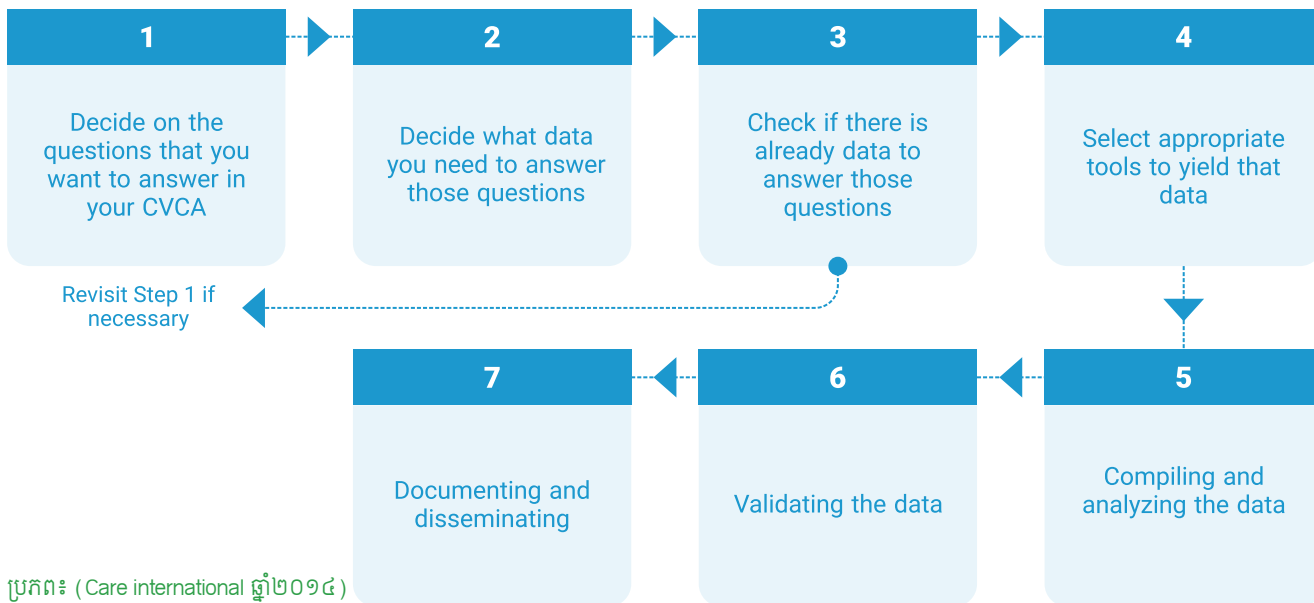 1
Decide on the
questions that you
want to answer in
your CVCA
2
Decide what data
you need to answer
those questions
3
Check if there is
already data to
answer those
questions
4
Select appropriate
tools to yield that
data
Revisit Step 1 if
necessary
5
Compiling and
analyzing the data
6
Validating the data
7
Documenting and
disseminating
ប្រភព៖ (Care international ឆ្នាំ២០១៤)